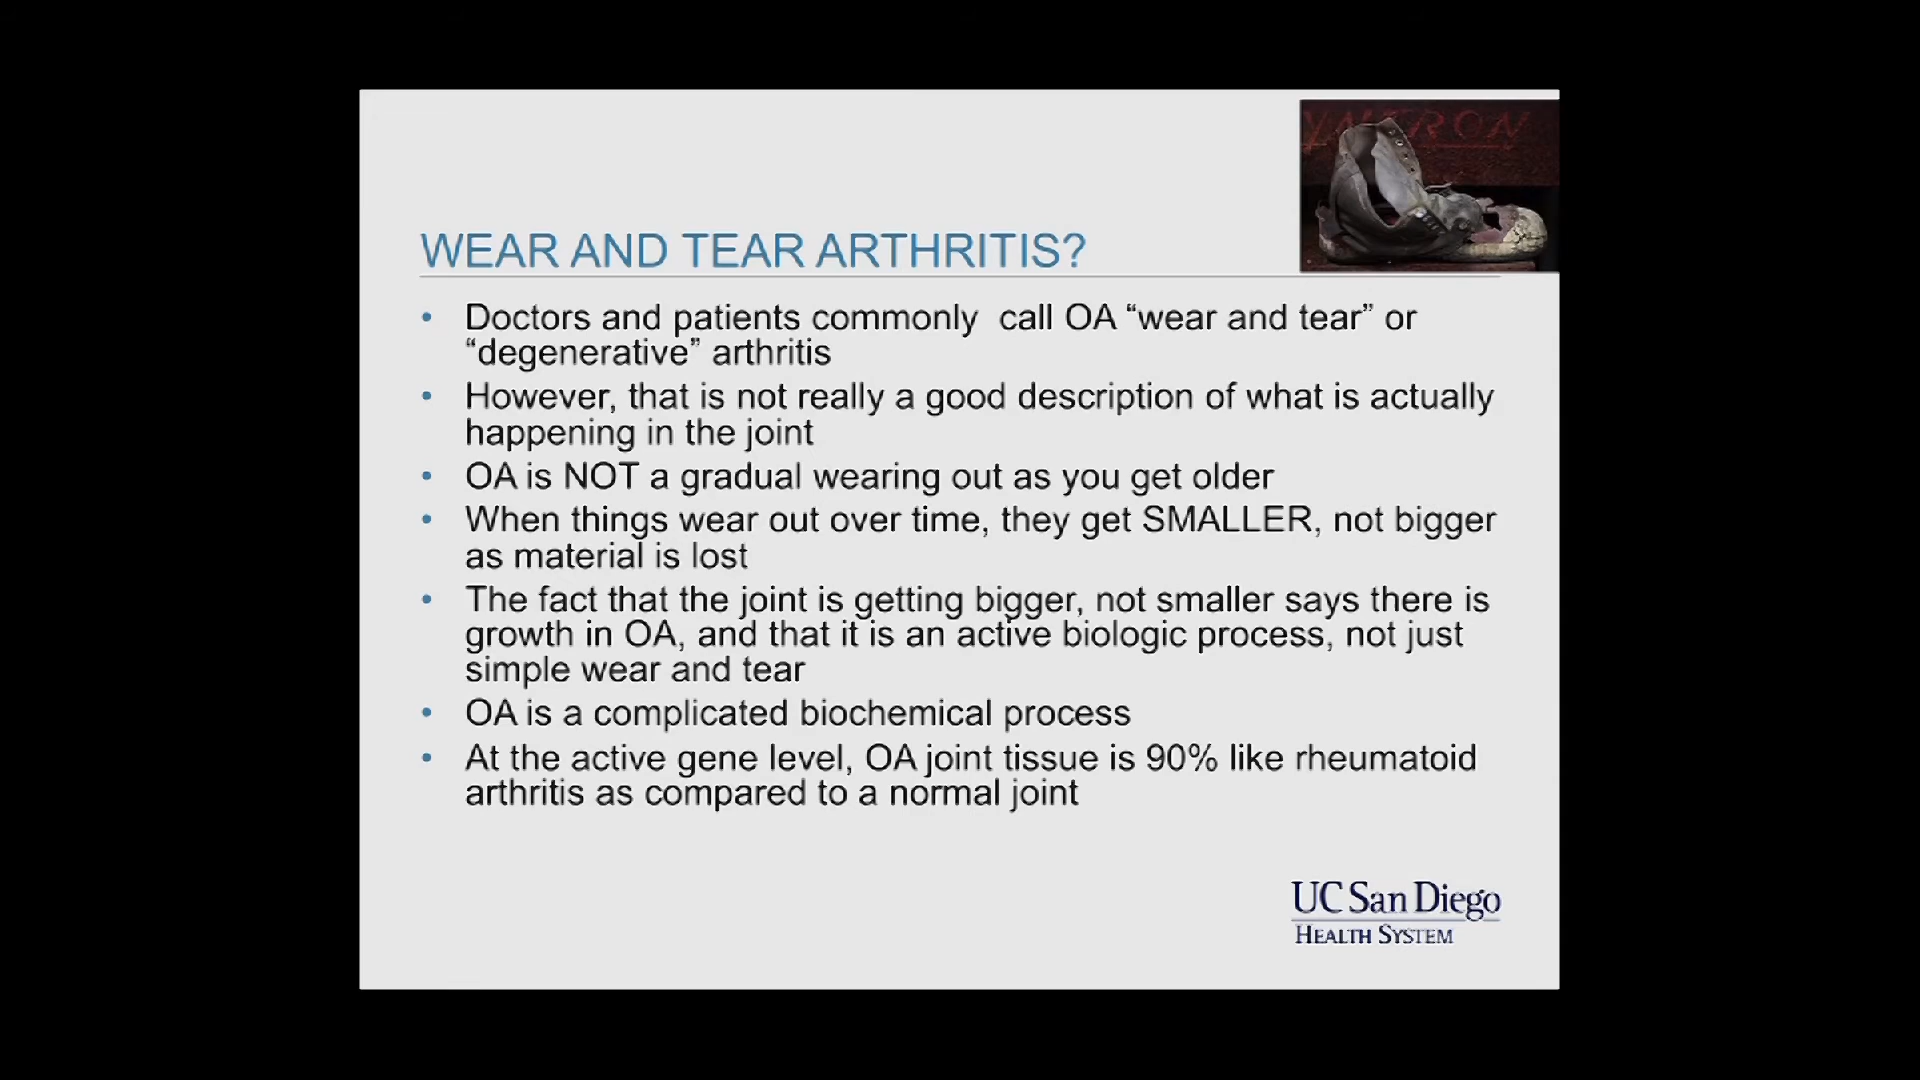 WEAR AND TEAR ARTHRITIS?
• Doctors and patients commonly call OA “wear and tear” or
“degenerative” arthritis
• However, that is not really a good description of what is actually
happening in the joint
• OA is NOT a gradual wearing out as you get older
• When things wear out over time, they get SMALLER, not bigger
as material is lost
• The fact that the joint is getting bigger, not smaller says there is
growth in OA, and that it is an active biologic process, not just
simple wear and tear
• OA is a complicated biochemical process
• At the active gene level, OA joint tissue is 90% like rheumatoid
arthritis as compared to a normal joint
UC San Diego
HEALTH SYSTEM